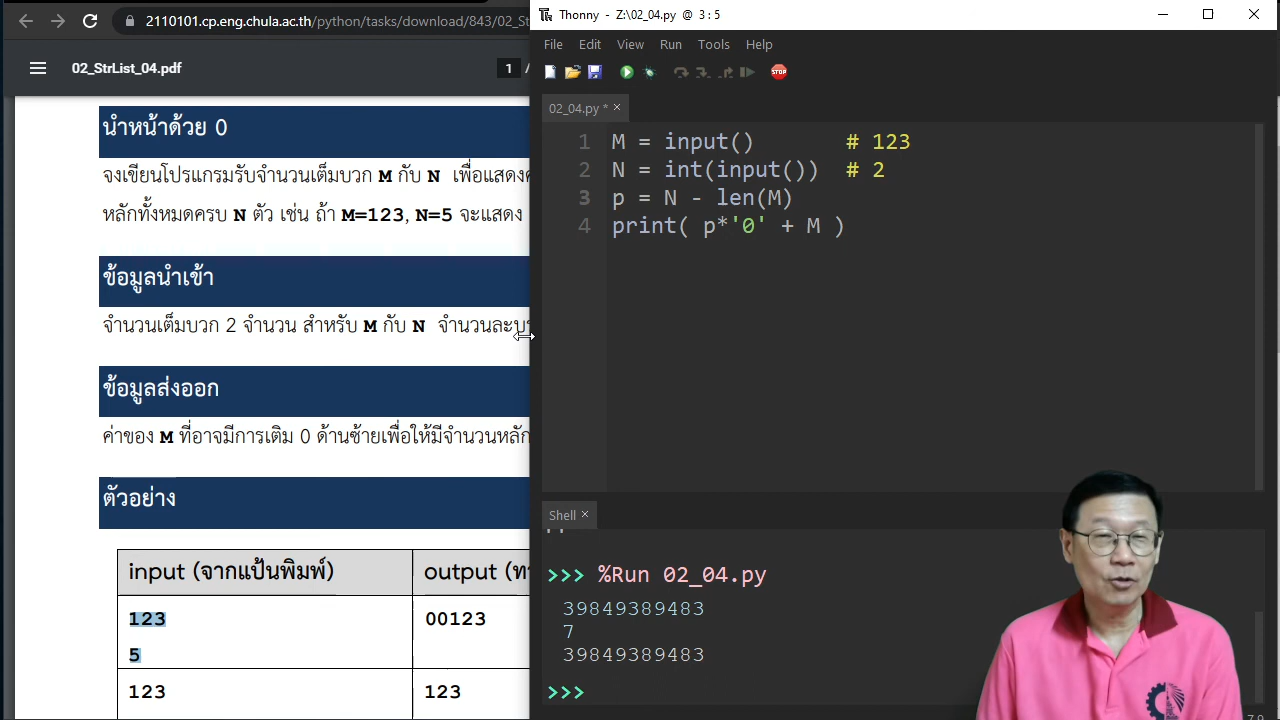 2110101.cp.eng.chula.ac.th/python/tasks/download/843/02_St
02_StrList_04.pdf
1 /
นำหน้าด้วย 0
จงเขียนโปรแกรมรับจำนวนเต็มบวก M กับ N เพื่อแสดง
หลักทั้งหมดครบ N ตัว เช่น ถ้า M=123, N=5 จะแสดง
ข้อมูลนำเข้า
จำนวนเต็มบวก 2 จำนวน สำหรับ M กับ N จำนวนละ
ข้อมูลส่งออก
ค่าของ M ที่อาจมีการเติม 0 ด้านซ้ายเพื่อให้มีจำนวนหลัก
ตัวอย่าง
input (จากแป้นพิมพ์) output (ทา
123 00123
5
123 123
Thonny - Z:\02_04.py @ 3 : 5
File Edit View Run Tools Help
STOP
02_04.py * ×
1 M = input() # 123
2 N = int(input()) # 2
3 p = N - len(M)
4 print( p*'0' + M )
Shell ×
>>> %Run 02_04.py
39849389483
7
39849389483
>>>